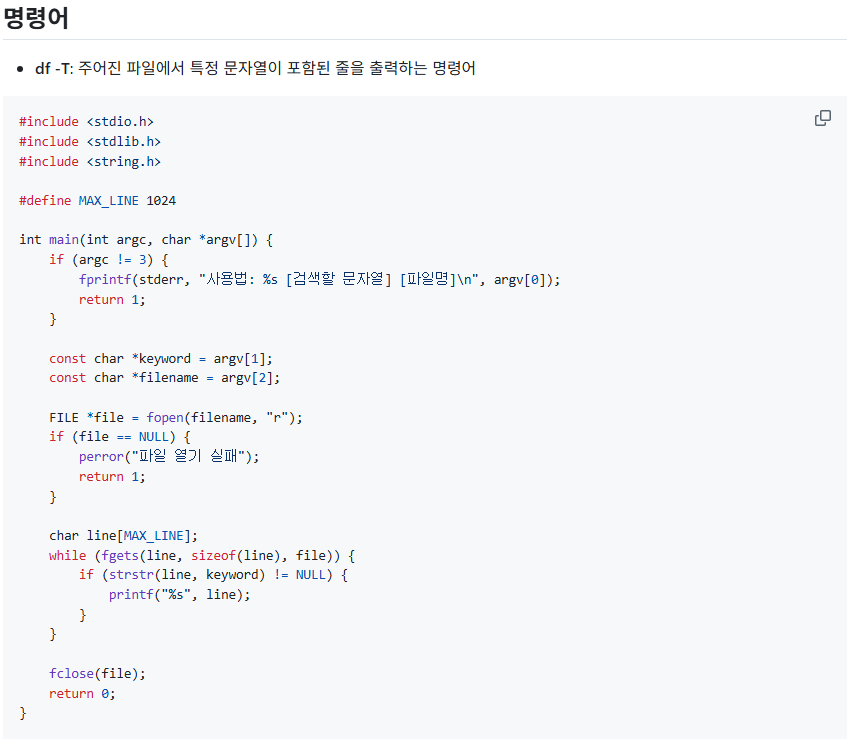 명령어
• df -T: 주어진 파일에서 특정 문자열이 포함된 줄을 출력하는 명령어
#include <stdio.h>
#include <stdlib.h>
#include <string.h>

#define MAX_LINE 1024

int main(int argc, char *argv[]) {
    if (argc != 3) {
        fprintf(stderr, "사용법: %s [검색할 문자열] [파일명]\n", argv[0]);
        return 1;
    }

    const char *keyword = argv[1];
    const char *filename = argv[2];

    FILE *file = fopen(filename, "r");
    if (file == NULL) {
        perror("파일 열기 실패");
        return 1;
    }

    char line[MAX_LINE];
    while (fgets(line, sizeof(line), file)) {
        if (strstr(line, keyword) != NULL) {
            printf("%s", line);
        }
    }

    fclose(file);
    return 0;
}